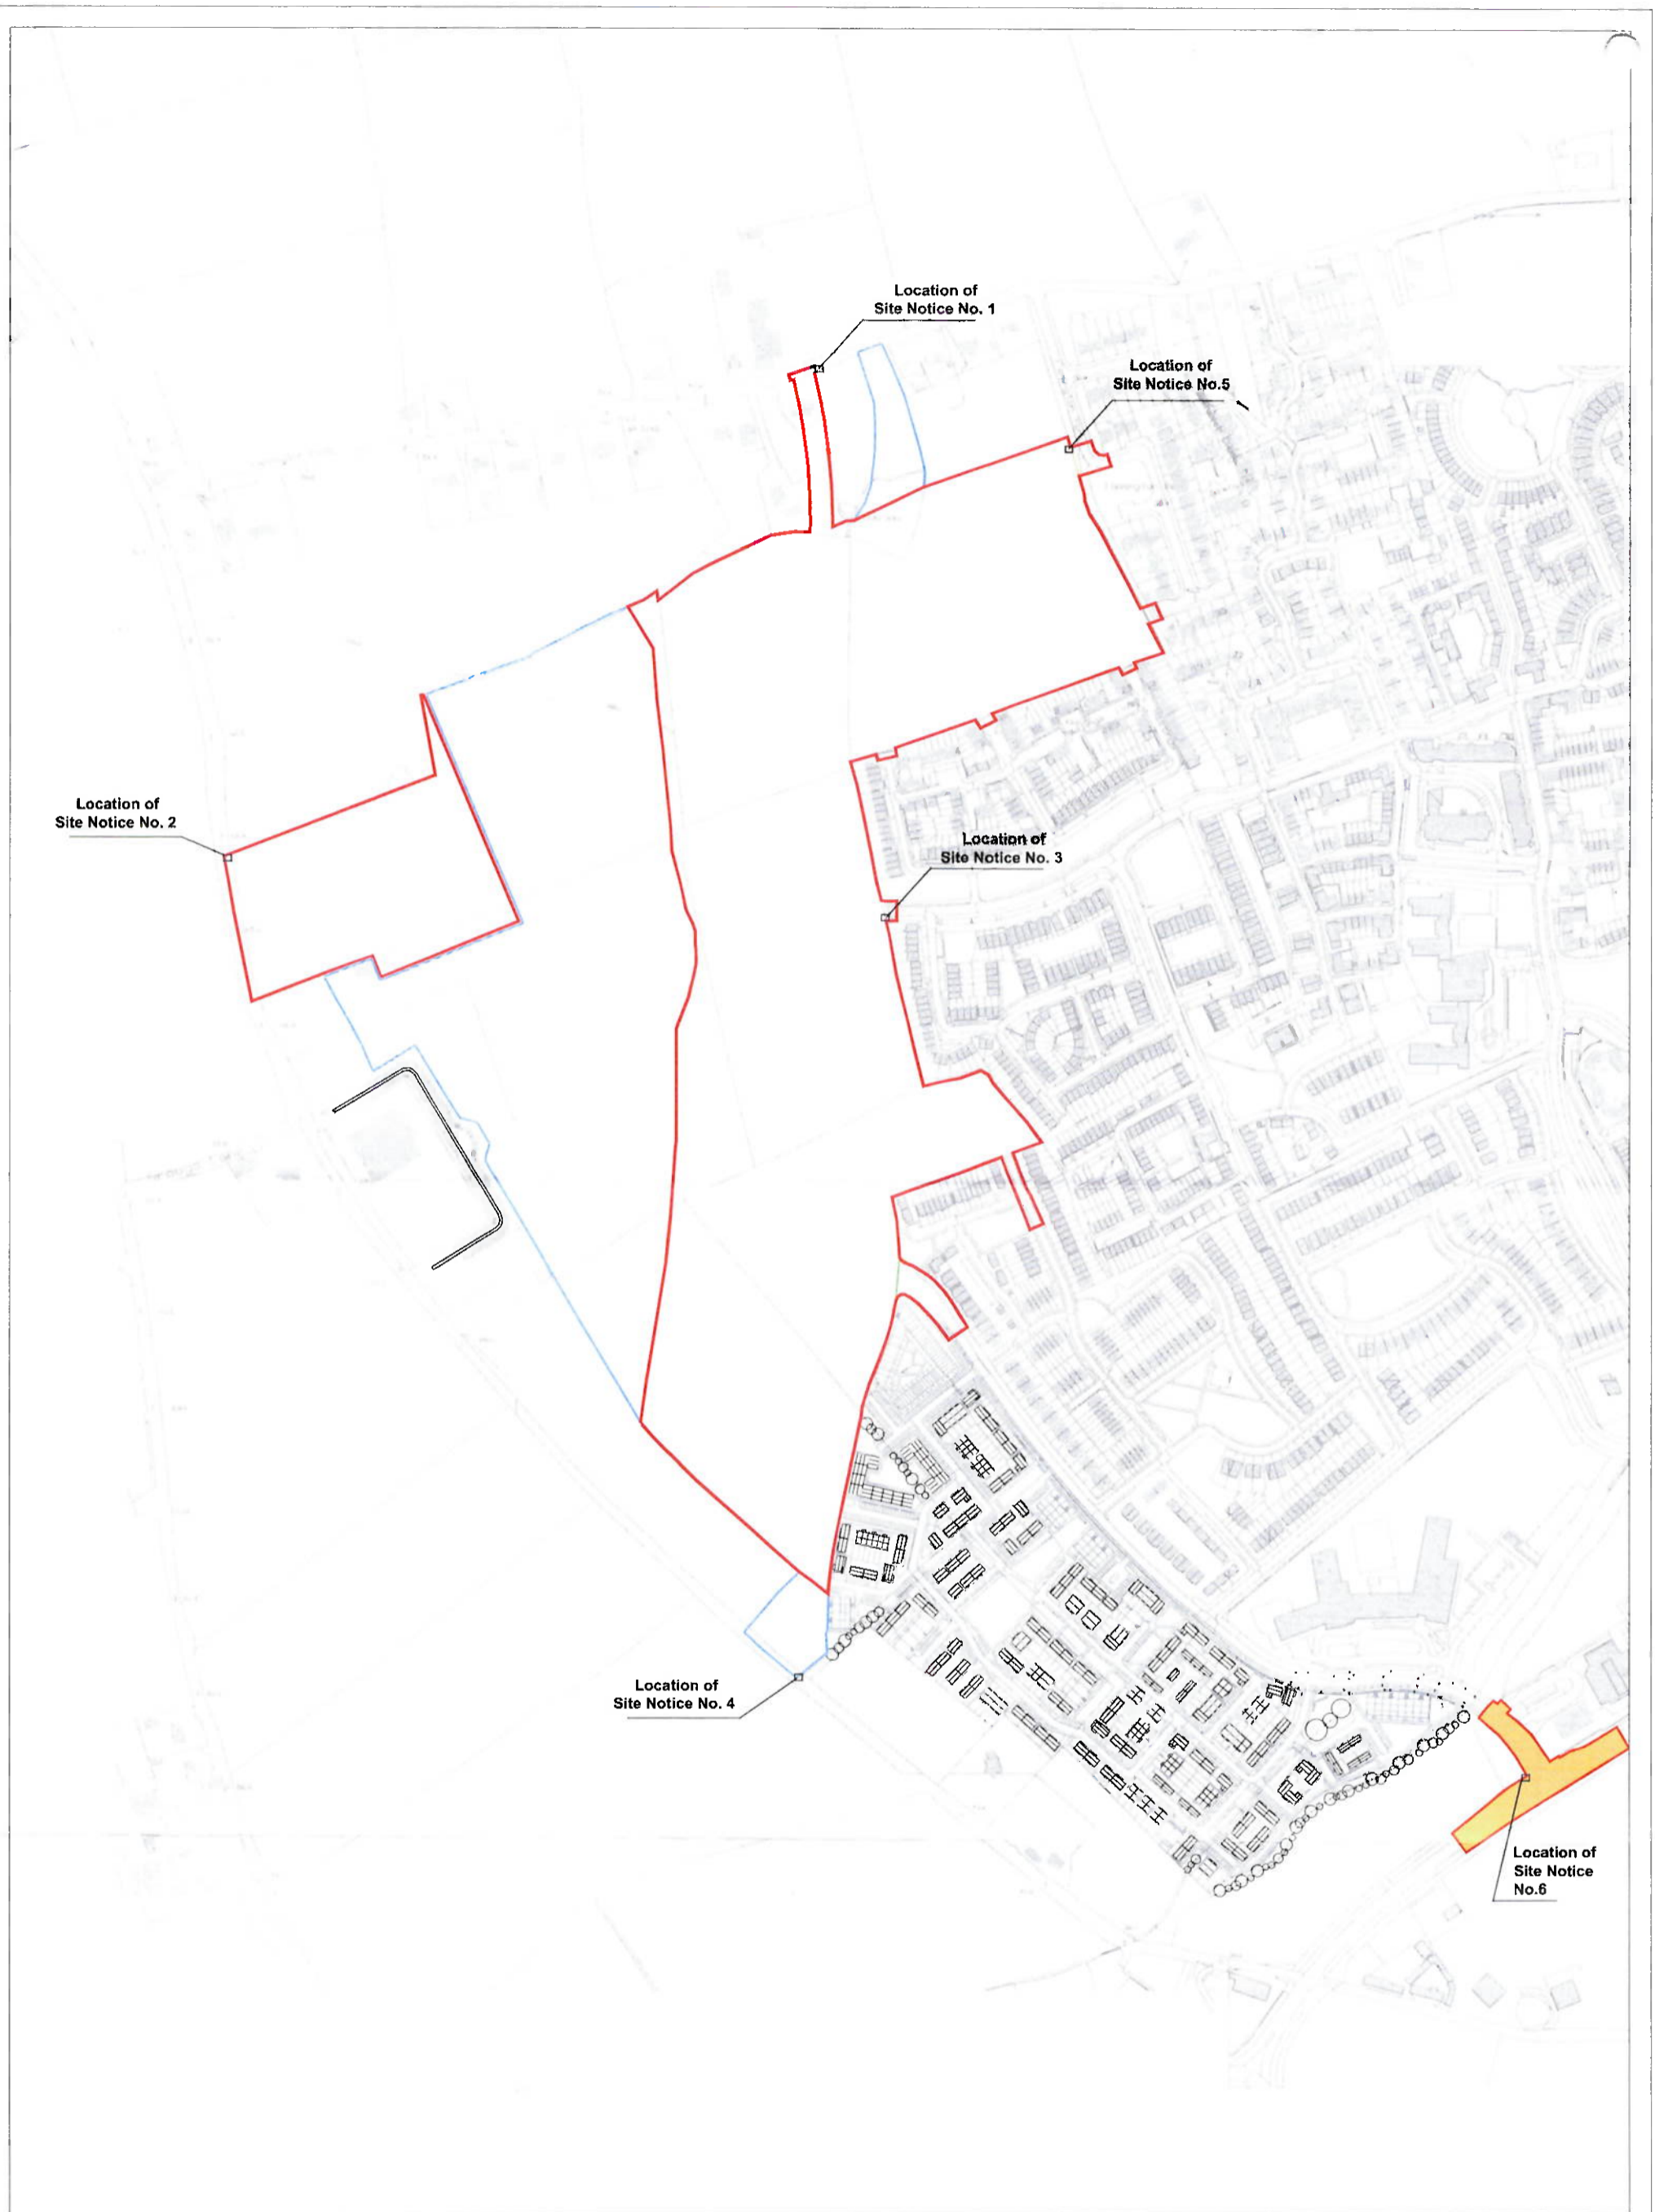 Location of
Site Notice No. 1
Location of
Site Notice No.5
Location of
Site Notice No. 2
Location of
Site Notice No. 3
Location of
Site Notice No. 4
Location of
Site Notice
No.6